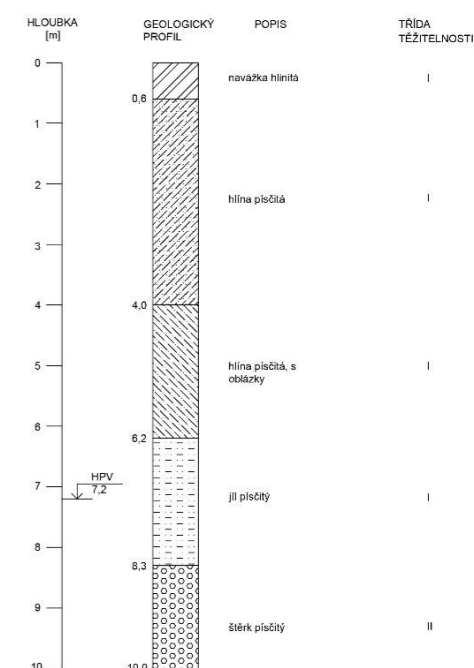 HLOUBKA
[m]
GEOLOGICKÝ
PROFIL
POPIS
TŘÍDA
TĚŽITELNOSTI
0
navážka hlinitá
I
0,6
1
2
hlína písčitá
I
3
4
4,0
5
hlína písčitá, s
oblázky
I
6
6,2
HPV
7
7,2
jíl písčitý
I
8
8,3
9
štěrk písčitý
II
10